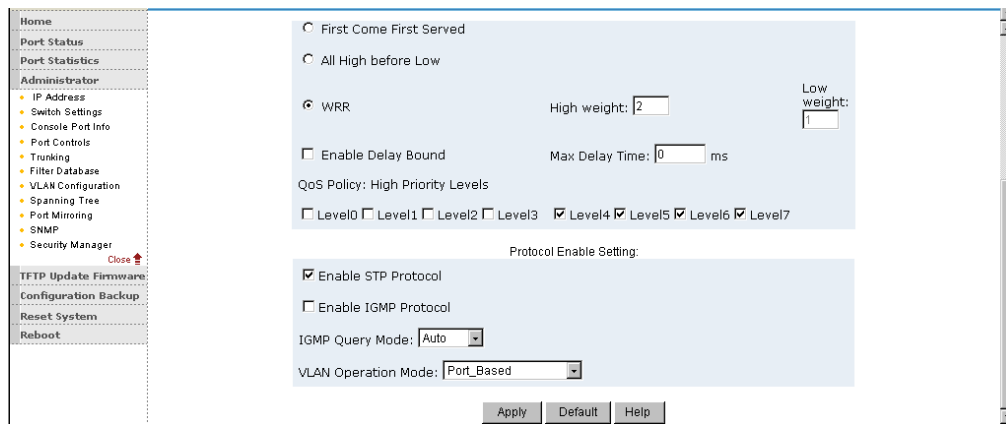 Home
Port Status
Port Statistics
Administrator
IP Address
Switch Settings
Console Port Info
Port Controls
Trunking
Filter Database
VLAN Configuration
Spanning Tree
Port Mirroring
SNMP
Security Manager
Close
TFTP Update Firmware
Configuration Backup
Reset System
Reboot
First Come First Served
All High before Low
WRR High weight: 2 Low weight: 1
Enable Delay Bound Max Delay Time: 0 ms
QoS Policy: High Priority Levels
Level0 Level1 Level2 Level3 Level4 Level5 Level6 Level7
Protocol Enable Setting:
Enable STP Protocol
Enable IGMP Protocol
IGMP Query Mode: Auto
VLAN Operation Mode: Port_Based
Apply Default Help